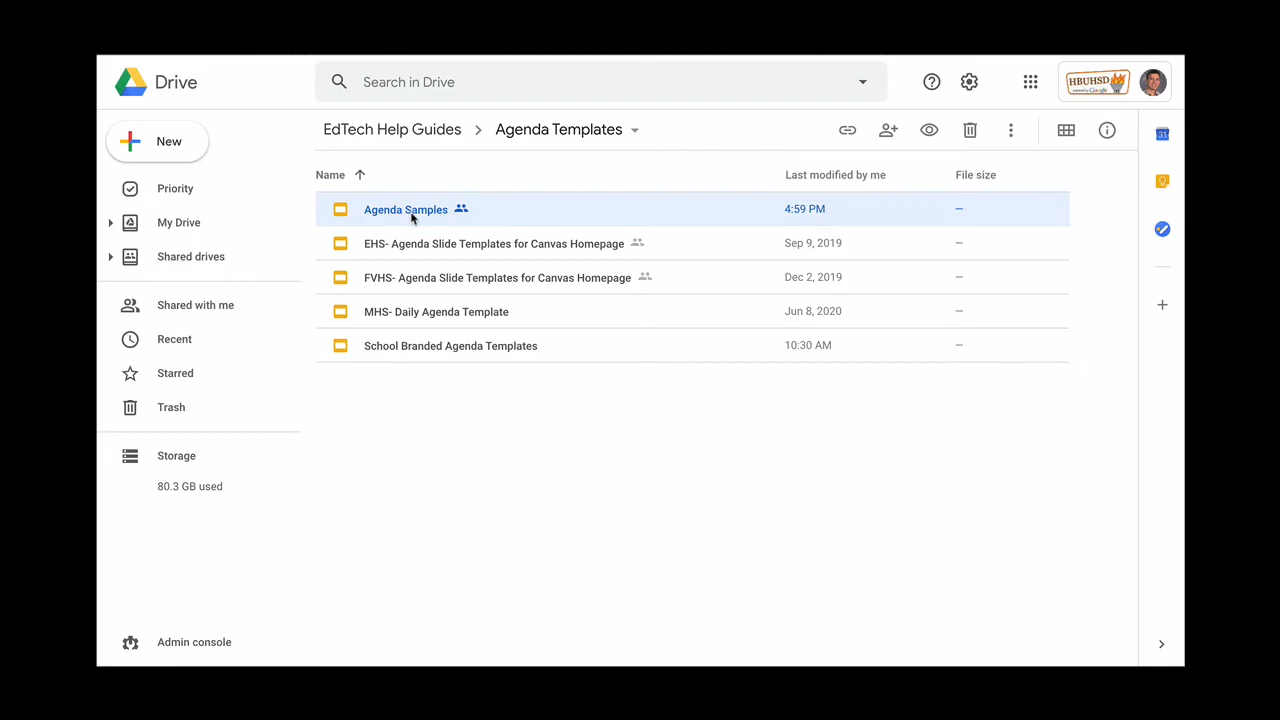 Drive
Search in Drive
HBUHSD
New
EdTech Help Guides > Agenda Templates
Priority
My Drive
Shared drives
Shared with me
Recent
Starred
Trash
Storage
80.3 GB used
Admin console
Name Last modified by me File size
Agenda Samples 4:59 PM –
EHS- Agenda Slide Templates for Canvas Homepage Sep 9, 2019 –
FVHS- Agenda Slide Templates for Canvas Homepage Dec 2, 2019 –
MHS- Daily Agenda Template Jun 8, 2020 –
School Branded Agenda Templates 10:30 AM –
31